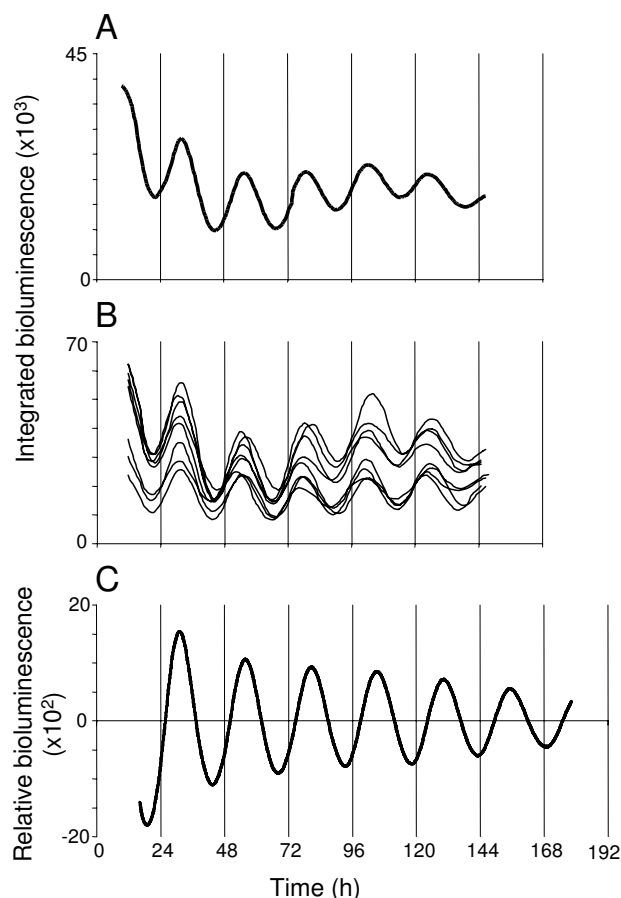 A
45
0
Integrated bioluminescence (x10³)
B
70
0
C
20
0
-20
Relative bioluminescence
(x10²)
0 24 48 72 96 120 144 168 192
Time (h)